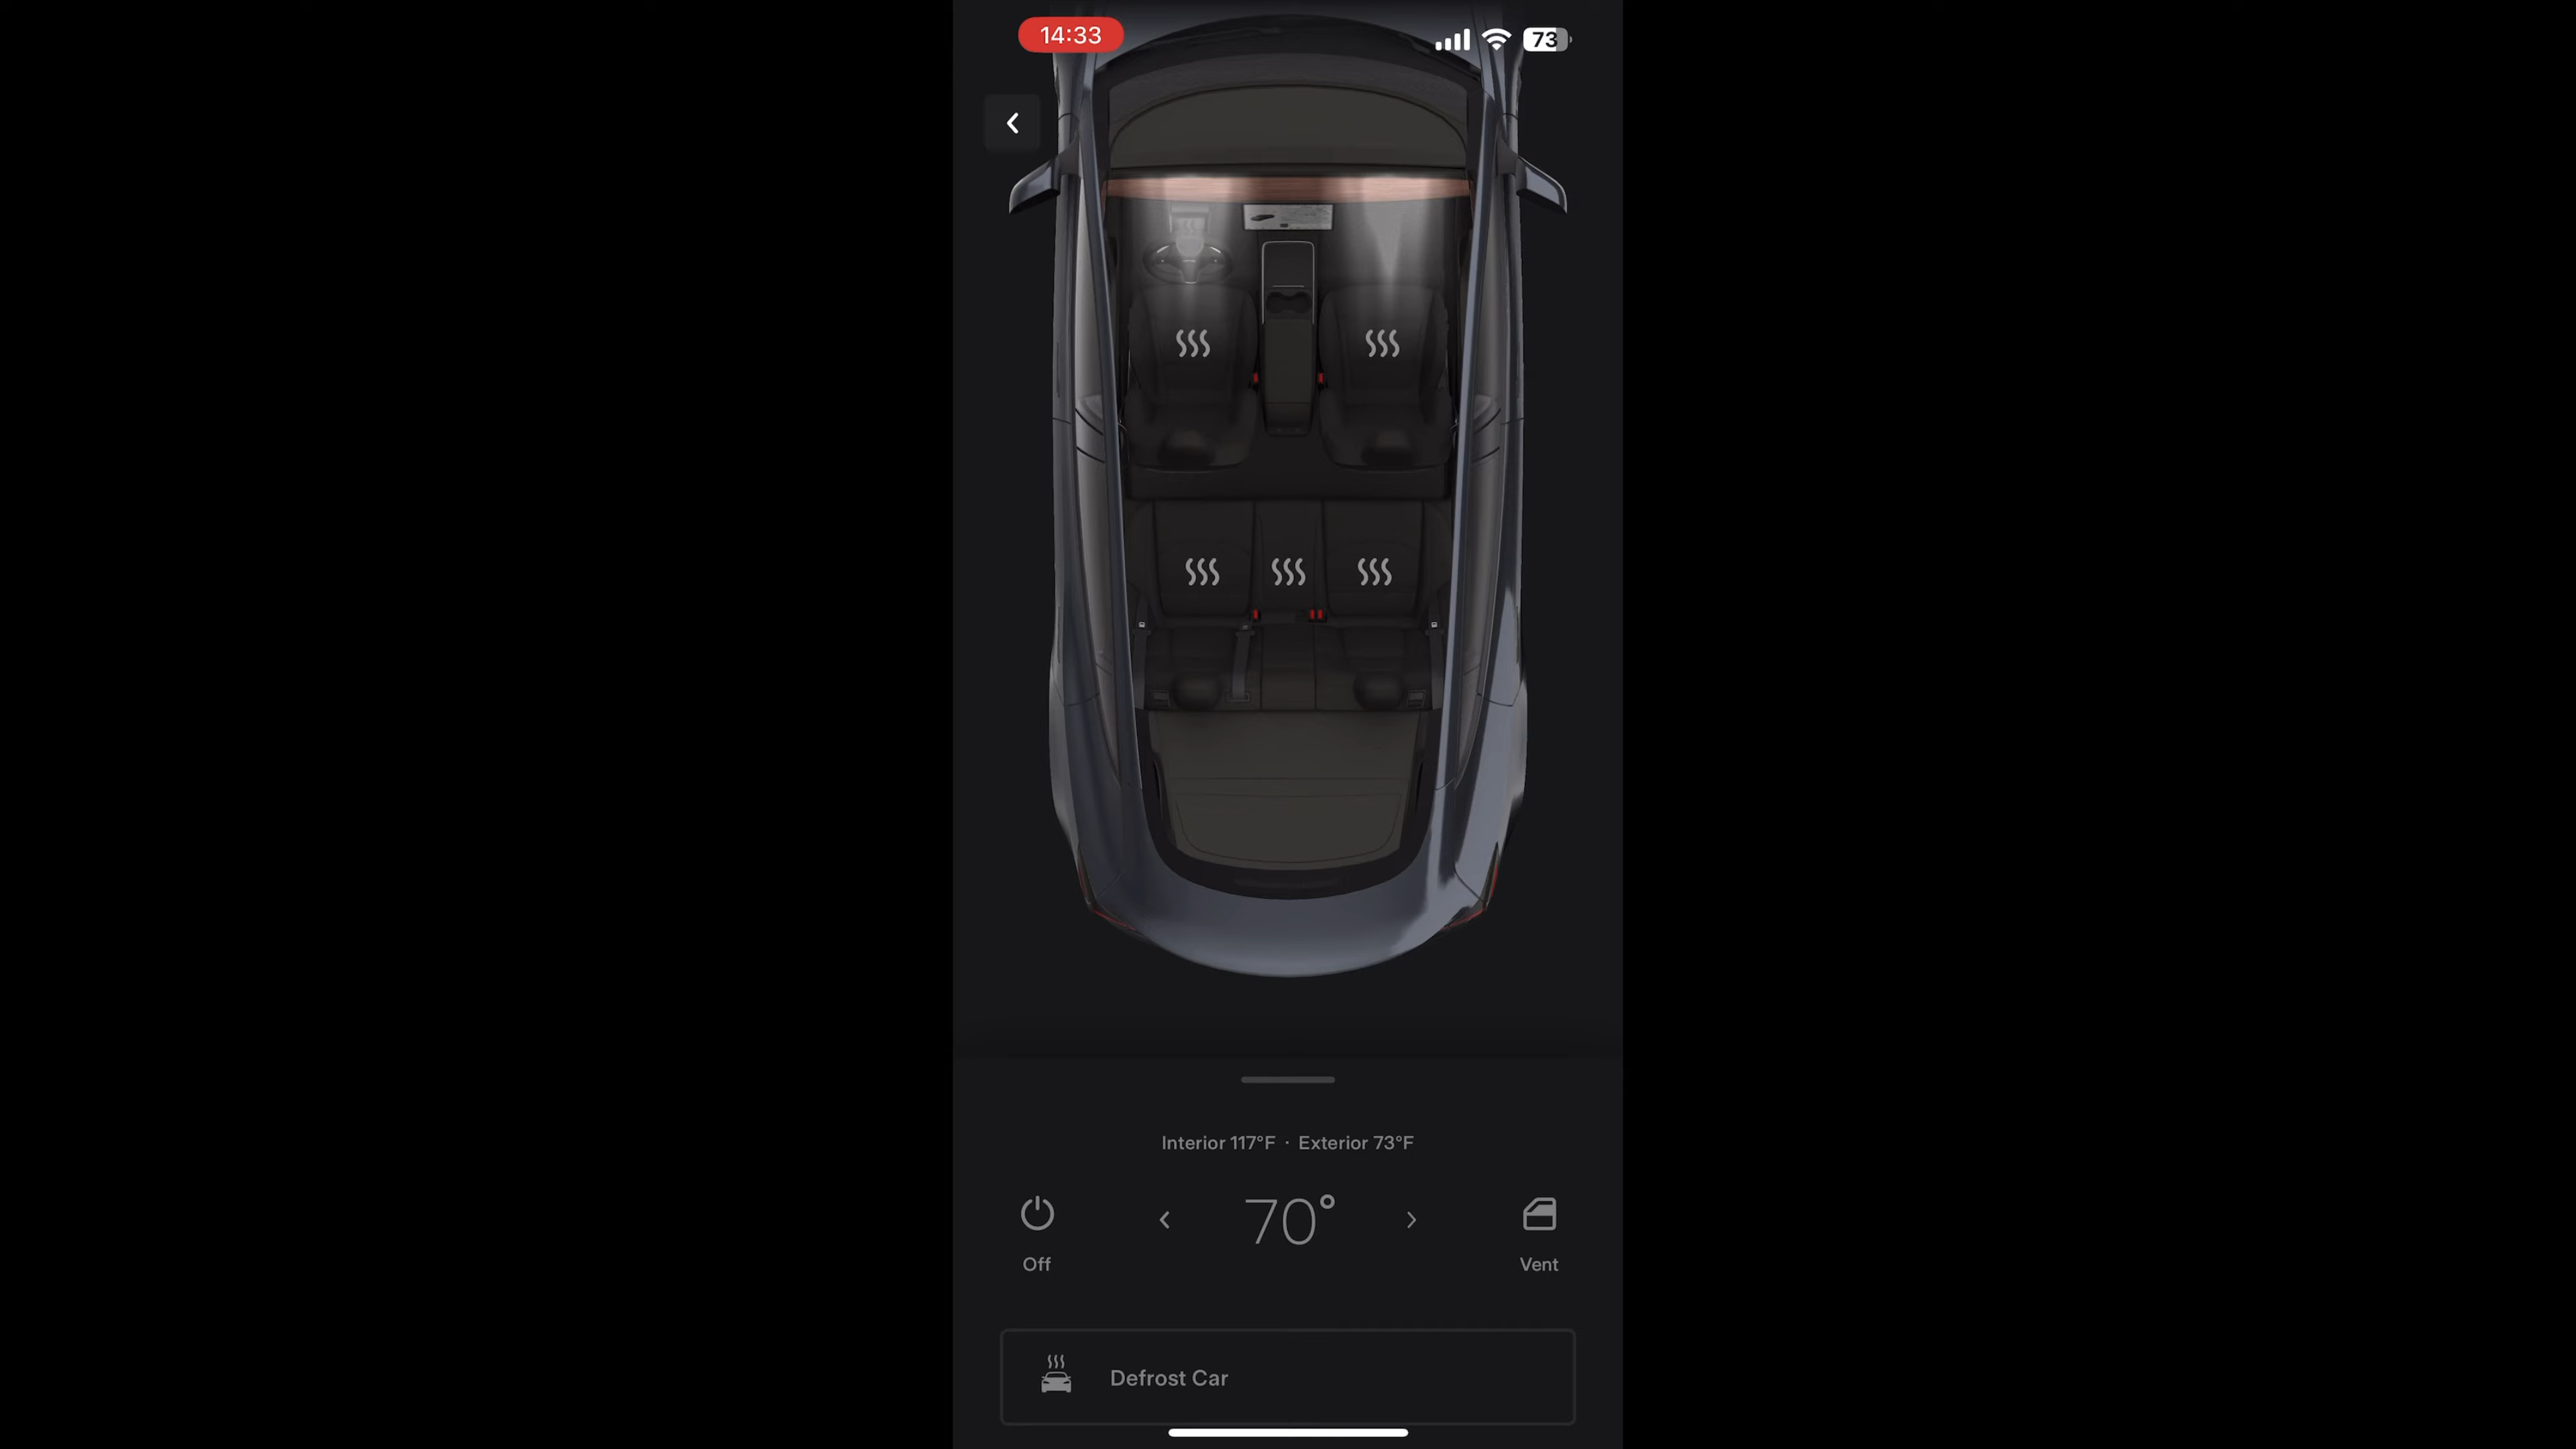 14:33
73
Interior 117°F · Exterior 73°F
70°
Off
Vent
Defrost Car